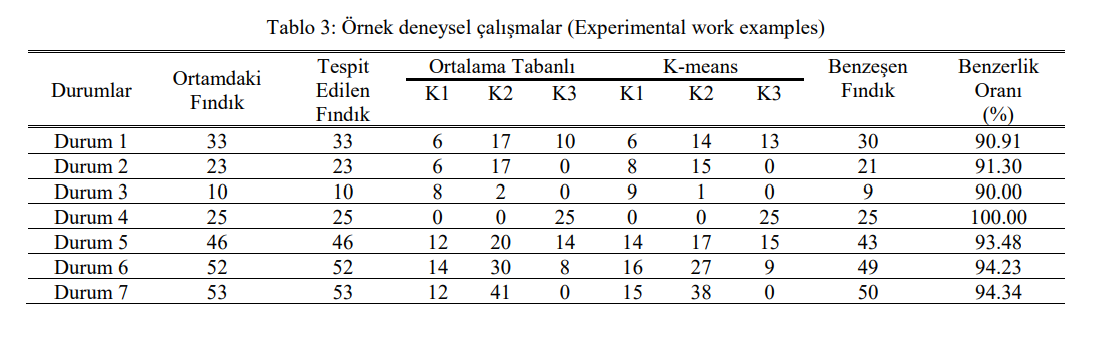 Tablo 3: Örnek deneysel çalışmalar (Experimental work examples)
Durumlar Ortamdaki Fındık Tespit Edilen Fındık Ortalama Tabanlı K-means Benzeşen Fındık Benzerlik Oranı (%)
K1 K2 K3 K1 K2 K3
Durum 1 33 33 6 17 10 6 14 13 30 90.91
Durum 2 23 23 6 17 0 8 15 0 21 91.30
Durum 3 10 10 8 2 0 9 1 0 9 90.00
Durum 4 25 25 0 0 25 0 0 25 25 100.00
Durum 5 46 46 12 20 14 14 17 15 43 93.48
Durum 6 52 52 14 30 8 16 27 9 49 94.23
Durum 7 53 53 12 41 0 15 38 0 50 94.34